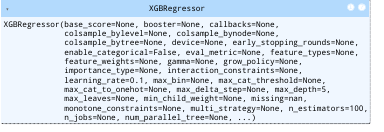 XGBRegressor
XGBRegressor(base_score=None, booster=None, callbacks=None,
colsample_bylevel=None, colsample_bynode=None,
colsample_bytree=None, device=None, early_stopping_rounds=None,
enable_categorical=False, eval_metric=None, feature_types=None,
feature_weights=None, gamma=None, grow_policy=None,
importance_type=None, interaction_constraints=None,
learning_rate=0.1, max_bin=None, max_cat_threshold=None,
max_cat_to_onehot=None, max_delta_step=None, max_depth=5,
max_leaves=None, min_child_weight=None, missing=nan,
monotone_constraints=None, multi_strategy=None, n_estimators=100,
n_jobs=None, num_parallel_tree=None, ...)